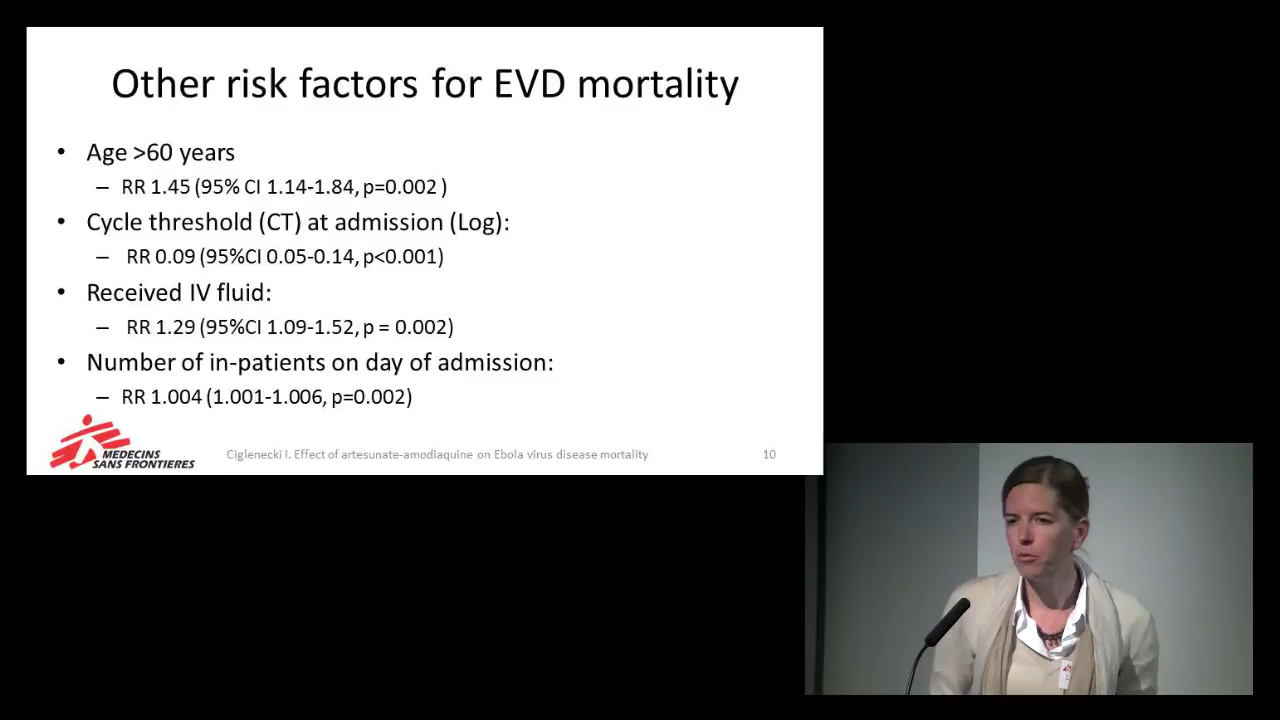 Other risk factors for EVD mortality
• Age >60 years
– RR 1.45 (95% CI 1.14-1.84, p=0.002 )
• Cycle threshold (CT) at admission (Log):
– RR 0.09 (95%CI 0.05-0.14, p<0.001)
• Received IV fluid:
– RR 1.29 (95%CI 1.09-1.52, p = 0.002)
• Number of in-patients on day of admission:
– RR 1.004 (1.001-1.006, p=0.002)
MEDECINS
SANS FRONTIERES
Ciglenecki I. Effect of artesunate-amodiaquine on Ebola virus disease mortality
10